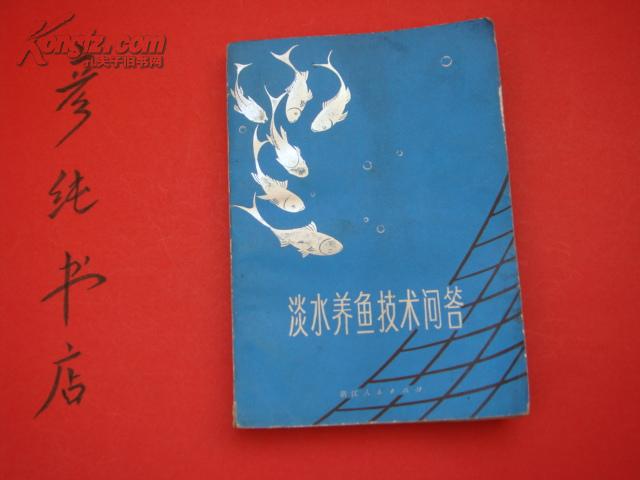 Kongfz.com
孔夫子旧书网
彦纯书店
淡水养鱼技术问答
浙江人民出版社